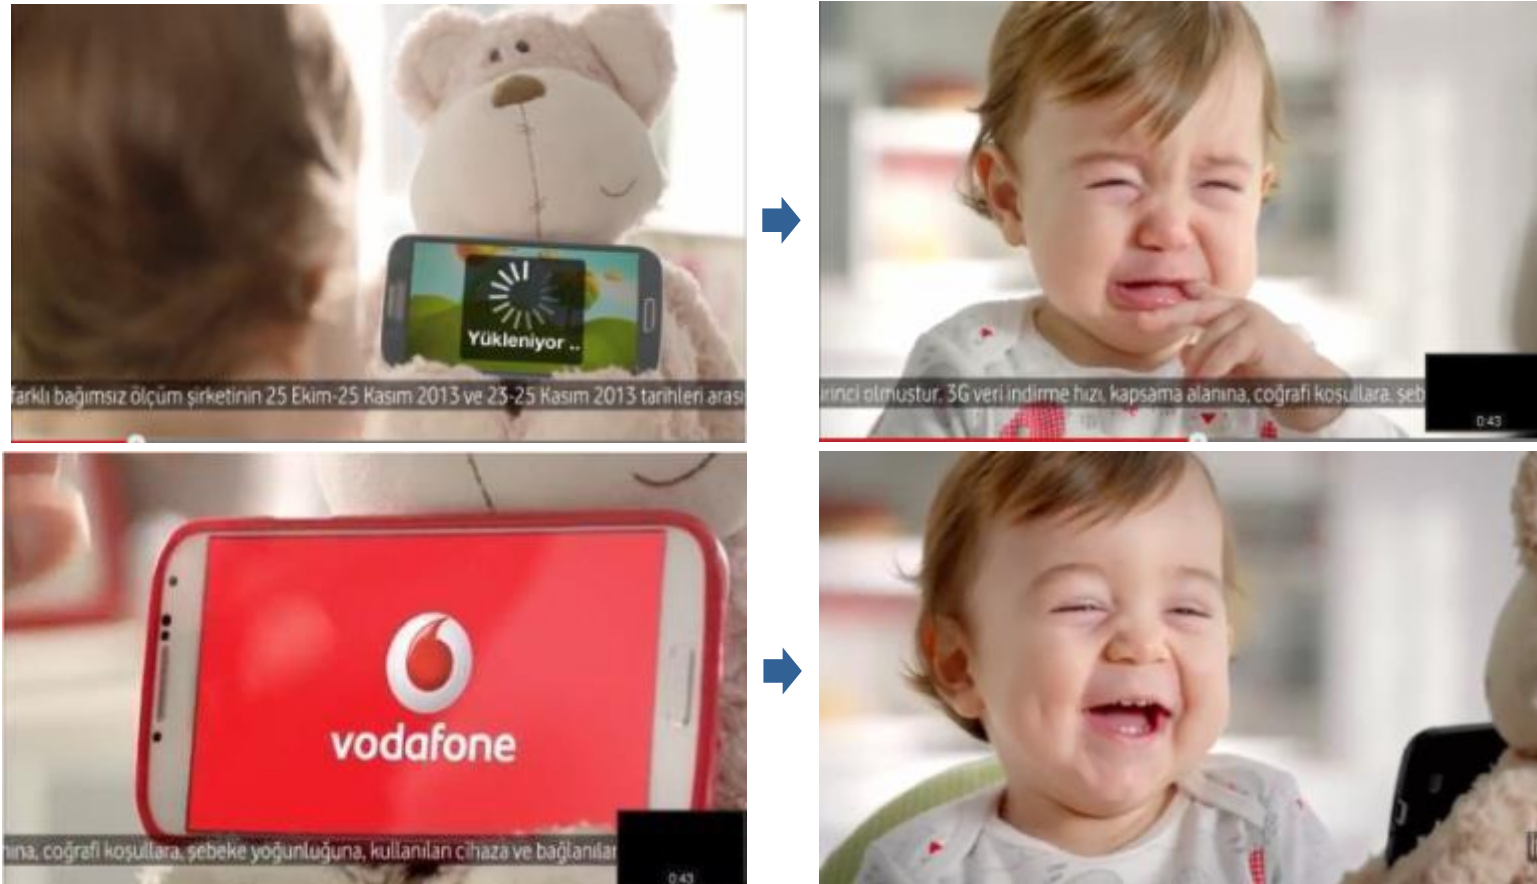 Yükleniyor ..
farklı bağımsız ölçüm şirketinin 25 Ekim-25 Kasım 2013 ve 23-25 Kasım 2013 tarihleri arası
irinci olmuştur. 3G veri indirme hızı, kapsama alanına, coğrafi koşullara, şeb
0:43
vodafone
ına, coğrafi koşullara, şebeke yoğunluğuna, kullanılan cihaza ve bağlanılan
0:43